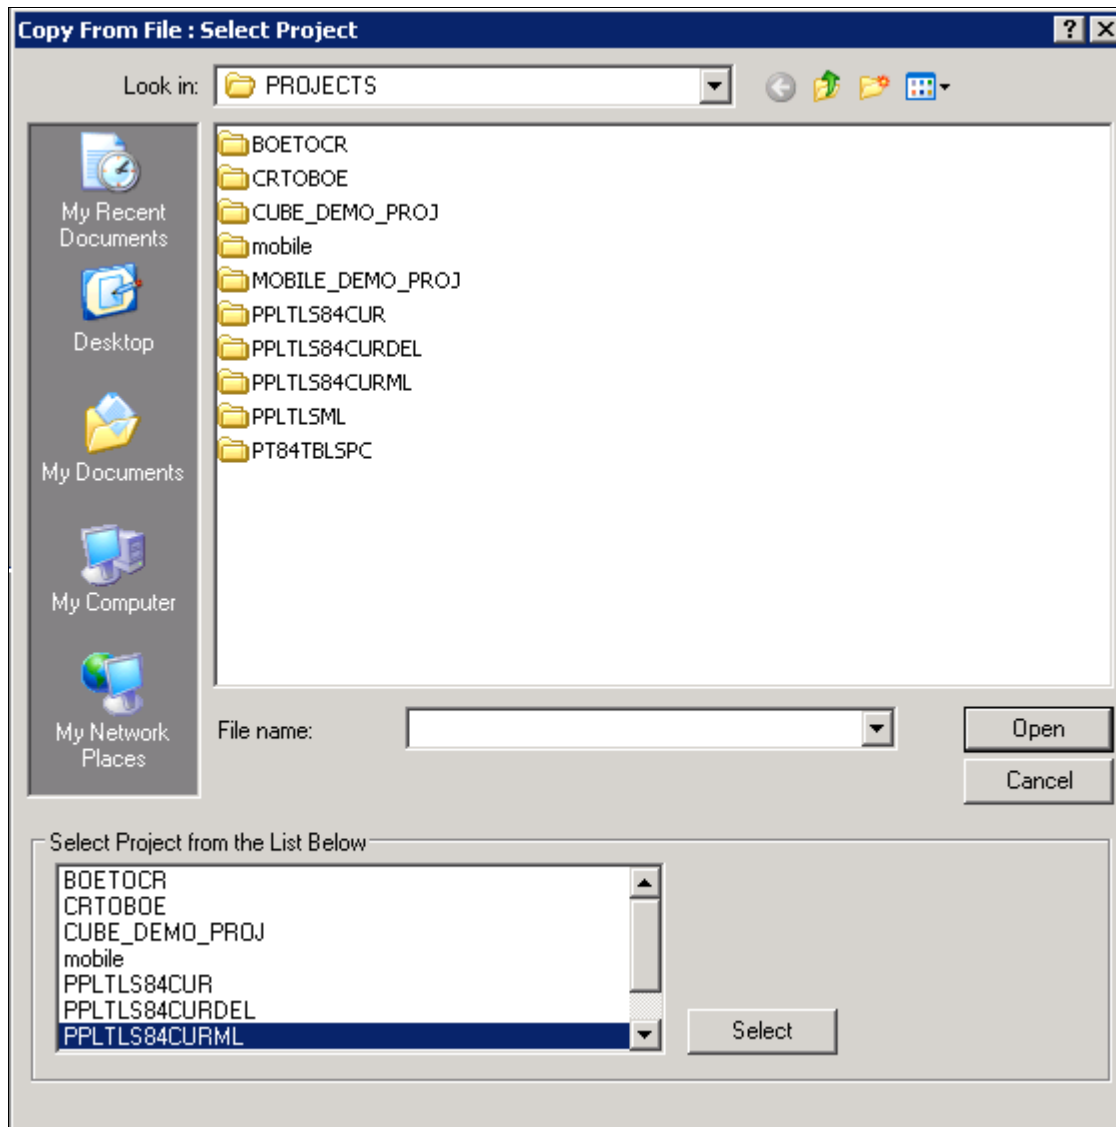 Copy From File : Select Project
Look in: PROJECTS
My Recent
Documents
Desktop
My Documents
My Computer
My Network
Places
BOETOCR
CRTOBOE
CUBE_DEMO_PROJ
mobile
MOBILE_DEMO_PROJ
PPLTLS84CUR
PPLTLS84CURDEL
PPLTLS84CURML
PPLTLSML
PT84TBLSPC
File name:
Open
Cancel
Select Project from the List Below
BOETOCR
CRTOBOE
CUBE_DEMO_PROJ
mobile
PPLTLS84CUR
PPLTLS84CURDEL
PPLTLS84CURML
Select